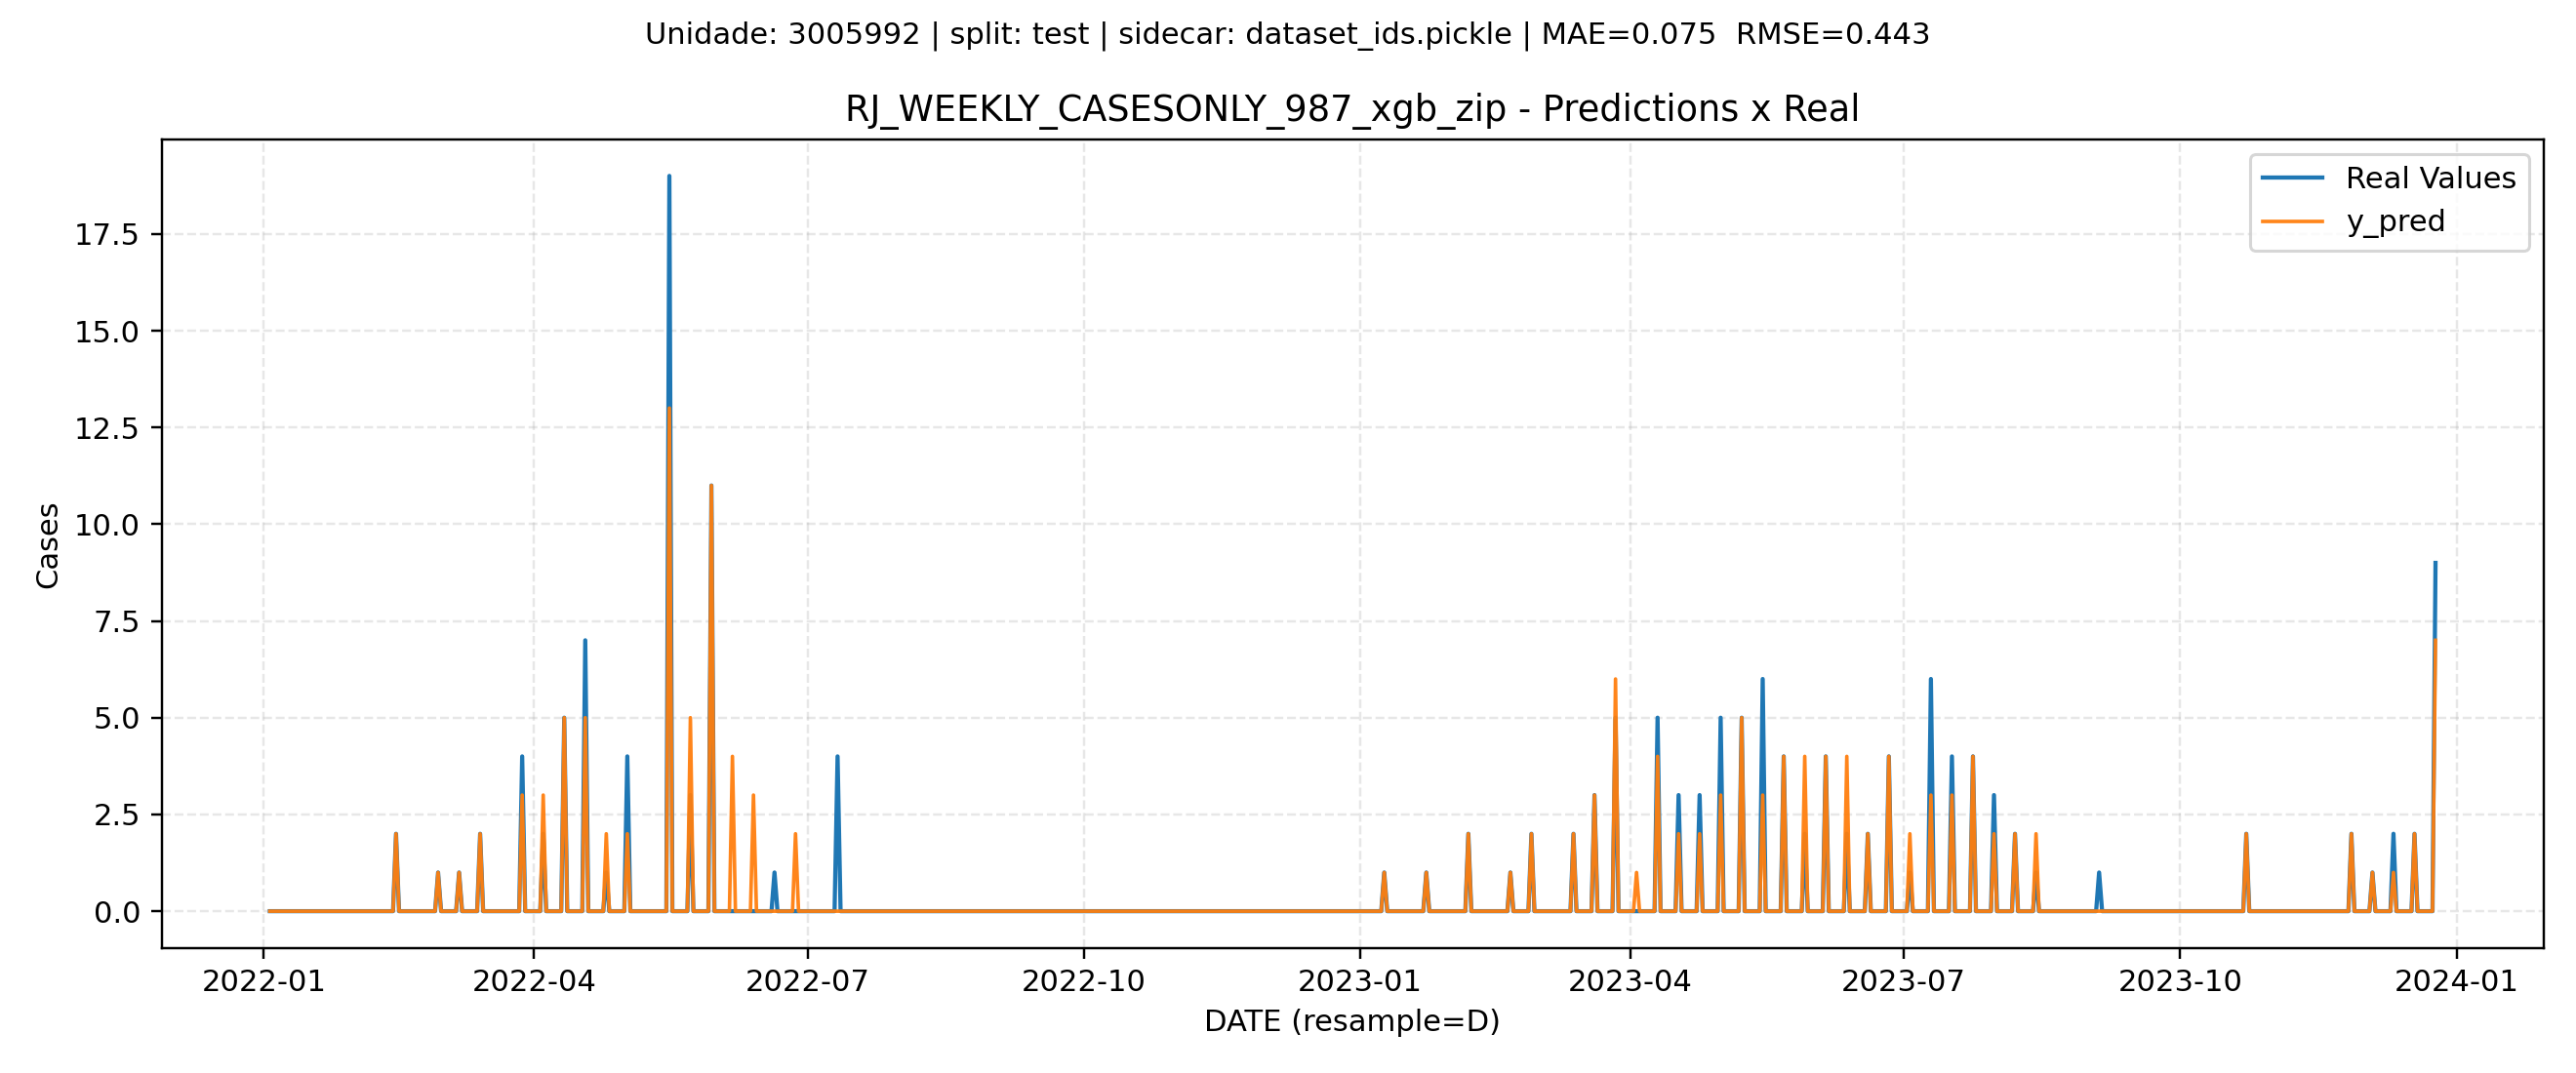 Unidade: 3005992 | split: test | sidecar: dataset_ids.pickle | MAE=0.075  RMSE=0.443
RJ_WEEKLY_CASESONLY_987_xgb_zip - Predictions x Real
Real Values
y_pred
17.5
15.0
12.5
10.0
7.5
5.0
2.5
0.0
Cases
2022-01
2022-04
2022-07
2022-10
2023-01
2023-04
2023-07
2023-10
2024-01
DATE (resample=D)